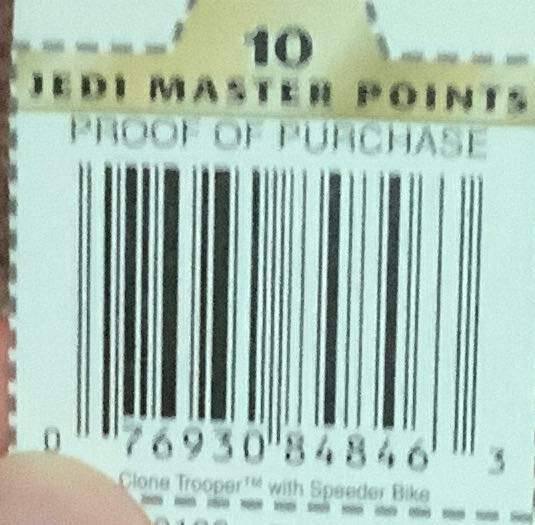 10
JEDI MASTER POINTS
PROOF OF PURCHASE
0 76930 84846 3
Clone Trooper™ with Speeder Bike